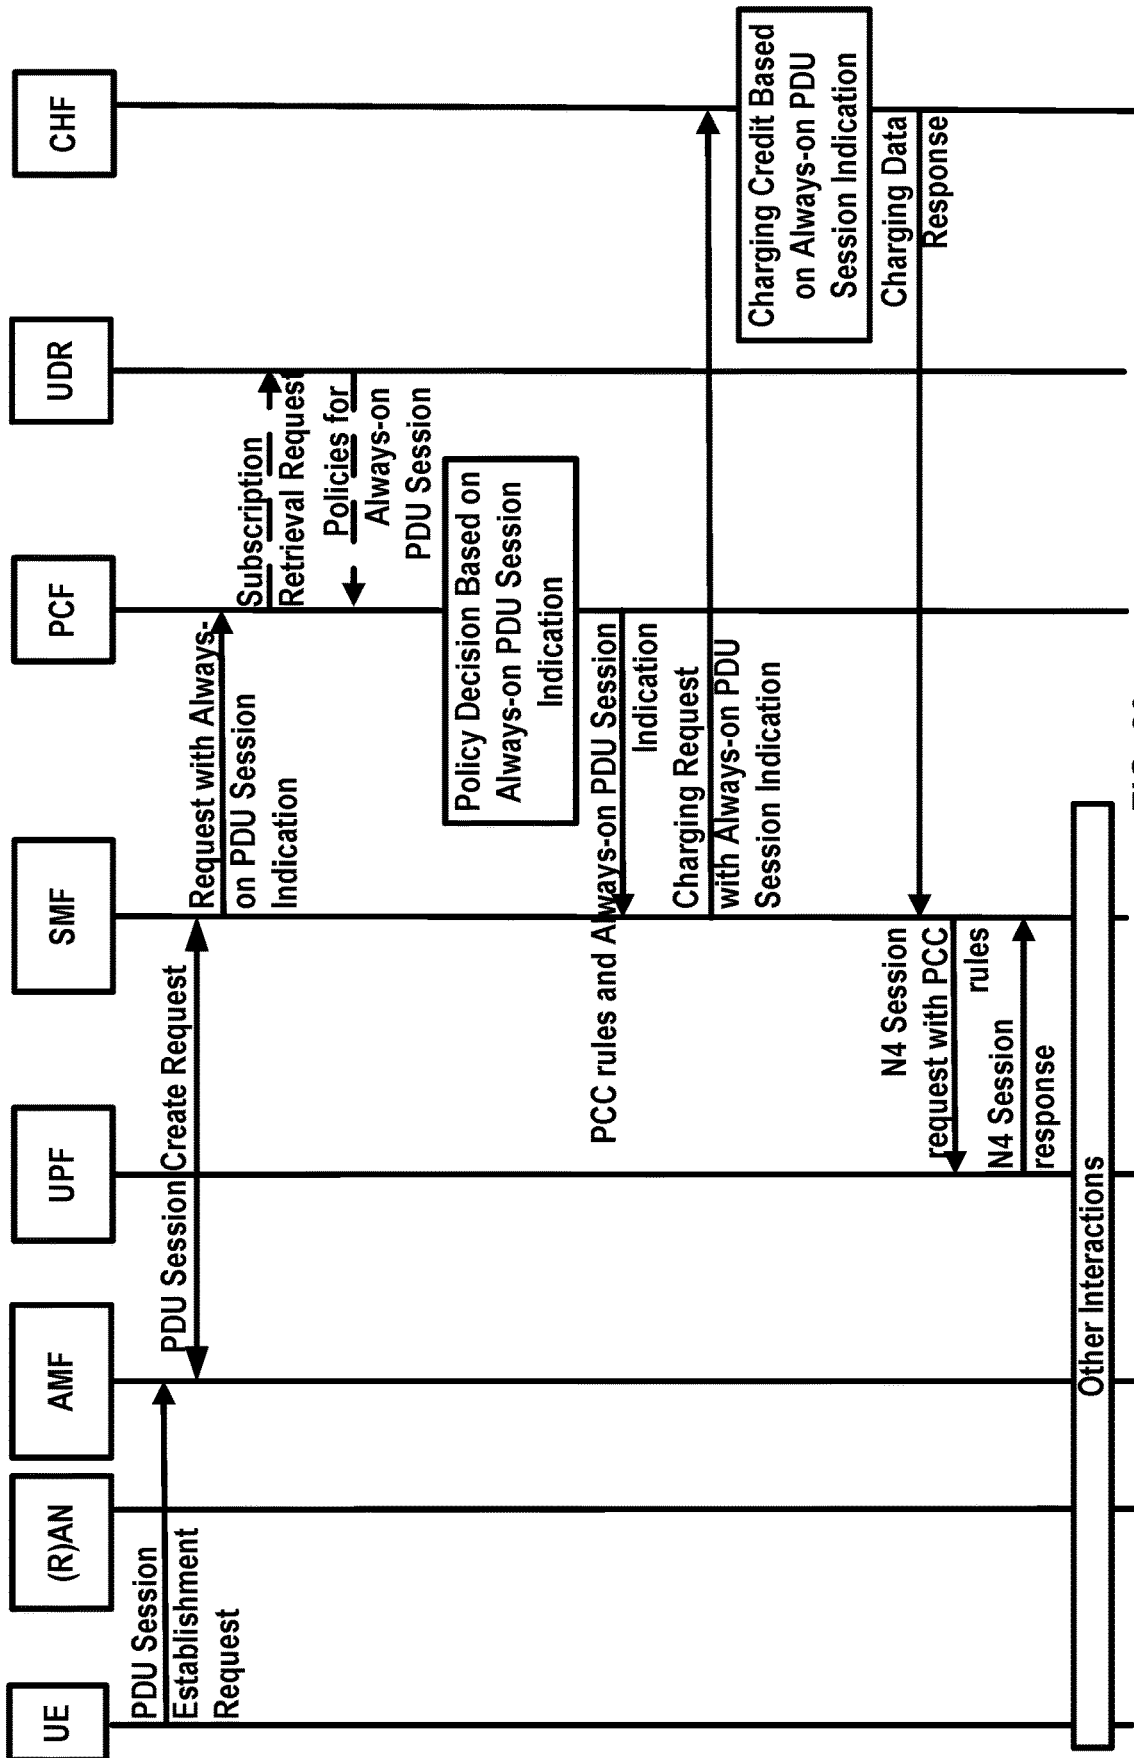 UE
(R)AN
AMF
UPF
SMF
PCF
UDR
CHF
PDU Session
Establishment
Request
PDU Session Create Request
Request with Always-
on PDU Session
Indication
Subscription
Retrieval Request
Policies for
Always-on
PDU Session
Policy Decision Based on
Always-on PDU Session
Indication
PCC rules and Always-on PDU Session
Indication
Charging Request
with Always-on PDU
Session Indication
Charging Credit Based
on Always-on PDU
Session Indication
Charging Data
Response
N4 Session
request with PCC
rules
N4 Session
response
Other Interactions